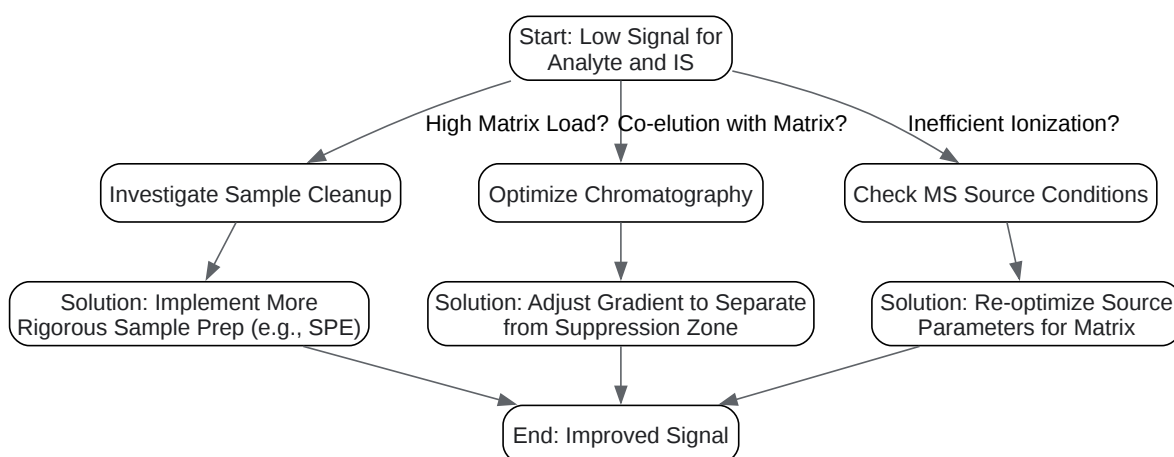 Start: Low Signal for
Analyte and IS
High Matrix Load?
Co-elution with Matrix?
Inefficient Ionization?
Investigate Sample Cleanup
Optimize Chromatography
Check MS Source Conditions
Solution: Implement More
Rigorous Sample Prep (e.g., SPE)
Solution: Adjust Gradient to Separate
from Suppression Zone
Solution: Re-optimize Source
Parameters for Matrix
End: Improved Signal